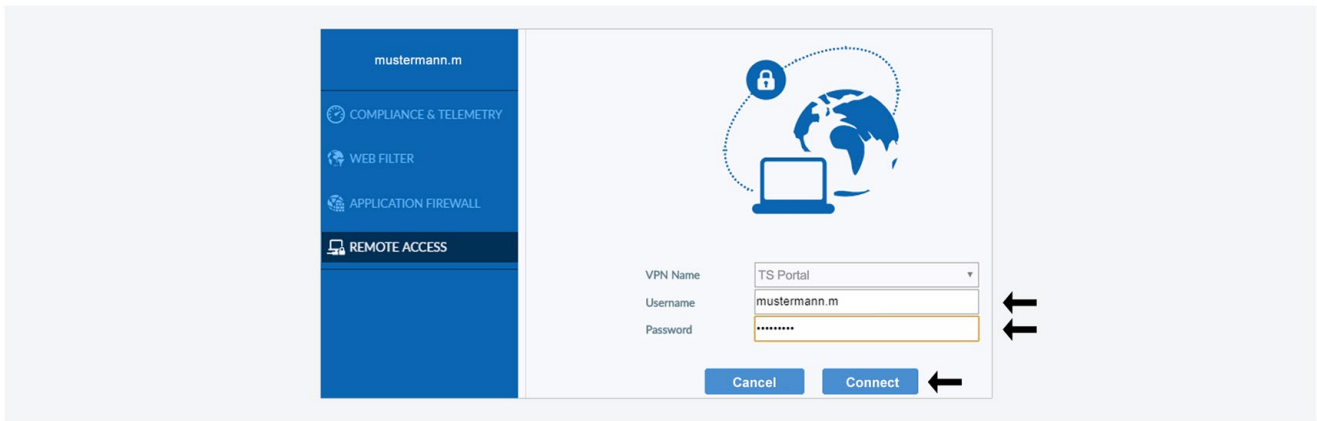 mustermann.m
COMPLIANCE & TELEMETRY
WEB FILTER
APPLICATION FIREWALL
REMOTE ACCESS
VPN Name TS Portal
Username mustermann.m
Password •••••••••
Cancel Connect